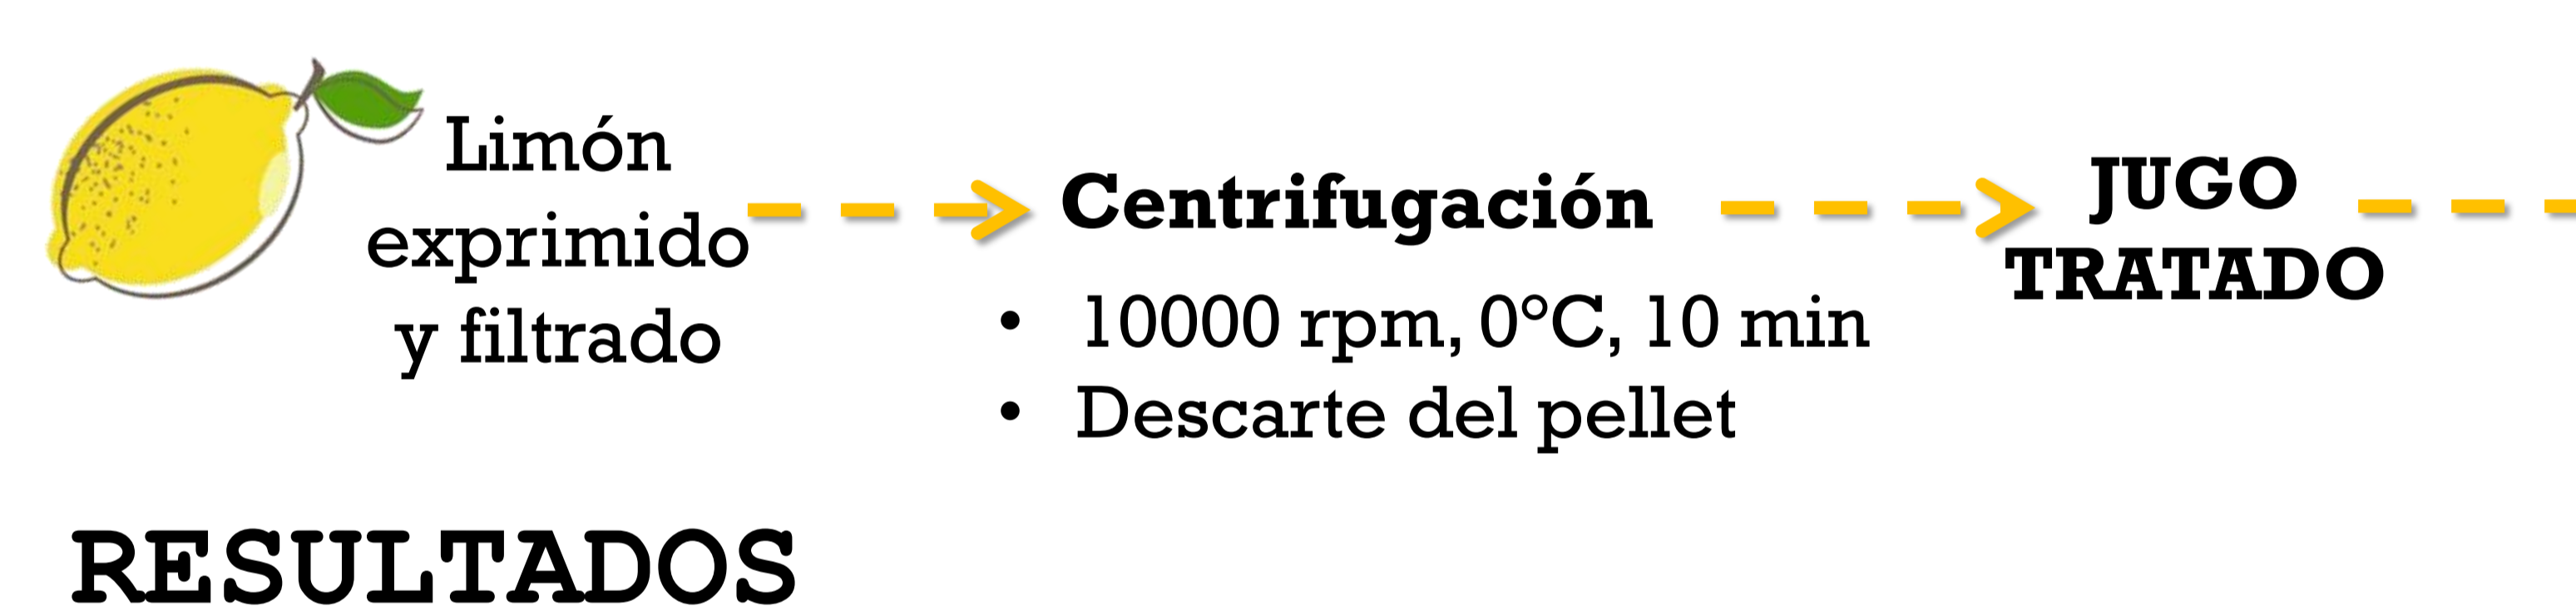 Limón
exprimido
y filtrado
Centrifugación
• 10000 rpm, 0°C, 10 min
• Descarte del pellet
JUGO
TRATADO
RESULTADOS